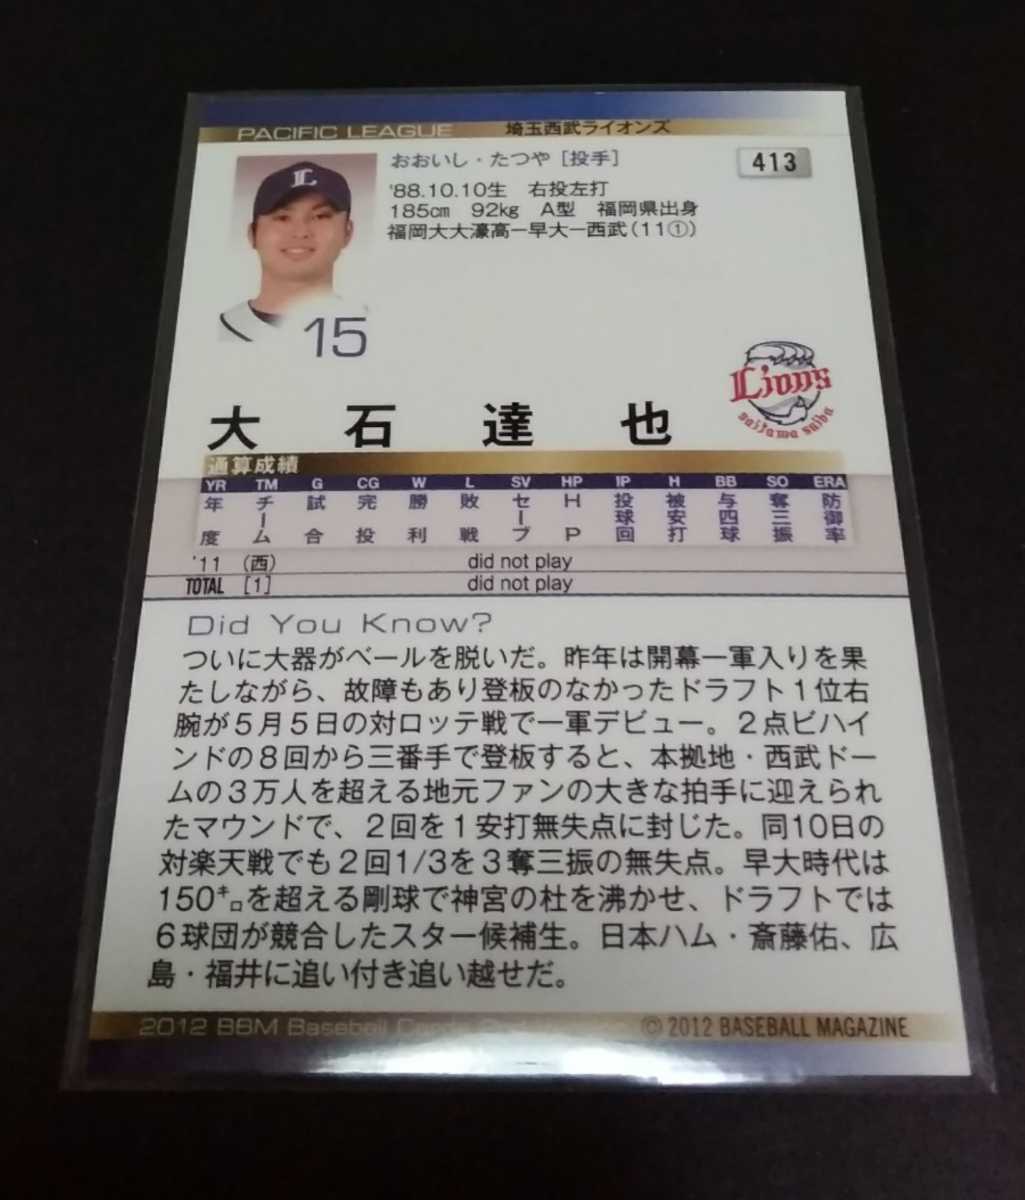 PACIFIC LEAGUE 埼玉西武ライオンズ
おおいし・たつや［投手］
413
'88.10.10生 右投左打
185cm 92kg A型 福岡県出身
福岡大大濠高ー早大ー西武(11①)
L
15
Lions
saitama seibu
大石達也
通算成績
YR TM G CG W L SV HP IP H BB SO ERA
年度 チーム 試合 完投 勝利 敗戦 セーブ HP 投球回 被安打 与四球 奪三振 防御率
'11 (西) did not play
TOTAL [1] did not play
Did You Know?
ついに大器がベールを脱いだ。昨年は開幕一軍入りを果
たしながら、故障もあり登板のなかったドラフト１位右
腕が５月５日の対ロッテ戦で一軍デビュー。２点ビハイ
ンドの８回から三番手で登板すると、本拠地・西武ドー
ムの３万人を超える地元ファンの大きな拍手に迎えられ
たマウンドで、２回を１安打無失点に封じた。同10日の
対楽天戦でも２回1/3を３奪三振の無失点。早大時代は
150㌔を超える剛球で神宮の杜を沸かせ、ドラフトでは
６球団が競合したスター候補生。日本ハム・斎藤佑、広
島・福井に追い付き追い越せだ。
2012 BBM Baseball Cards © 2012 BASEBALL MAGAZINE